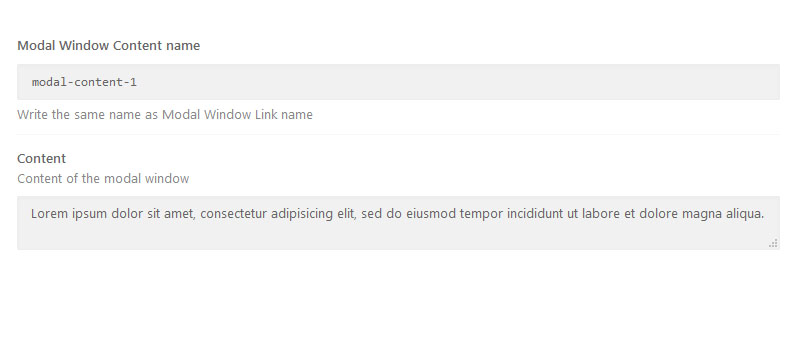 Modal Window Content name
modal-content-1
Write the same name as Modal Window Link name
Content
Content of the modal window
Lorem ipsum dolor sit amet, consectetur adipisicing elit, sed do eiusmod tempor incididunt ut labore et dolore magna aliqua.